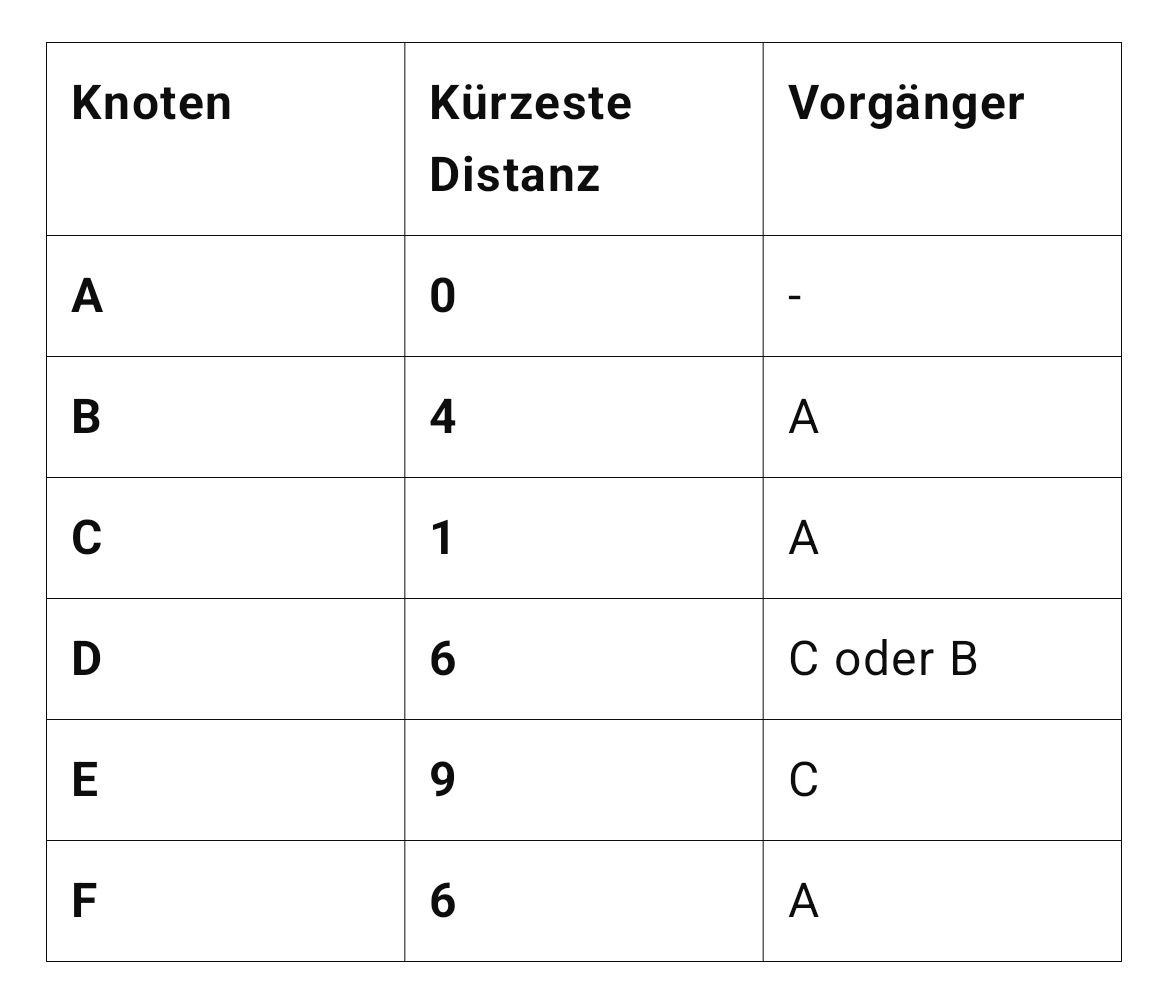 Knoten Kürzeste Distanz Vorgänger
A 0 -
B 4 A
C 1 A
D 6 C oder B
E 9 C
F 6 A